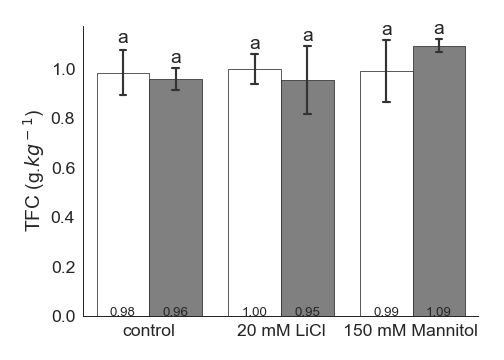 a
a
a
a
a
a
1.0
0.8
0.6
0.4
0.2
0.0
TFC (g.kg⁻¹)
0.98
0.96
1.00
0.95
0.99
1.09
control
20 mM LiCl
150 mM Mannitol